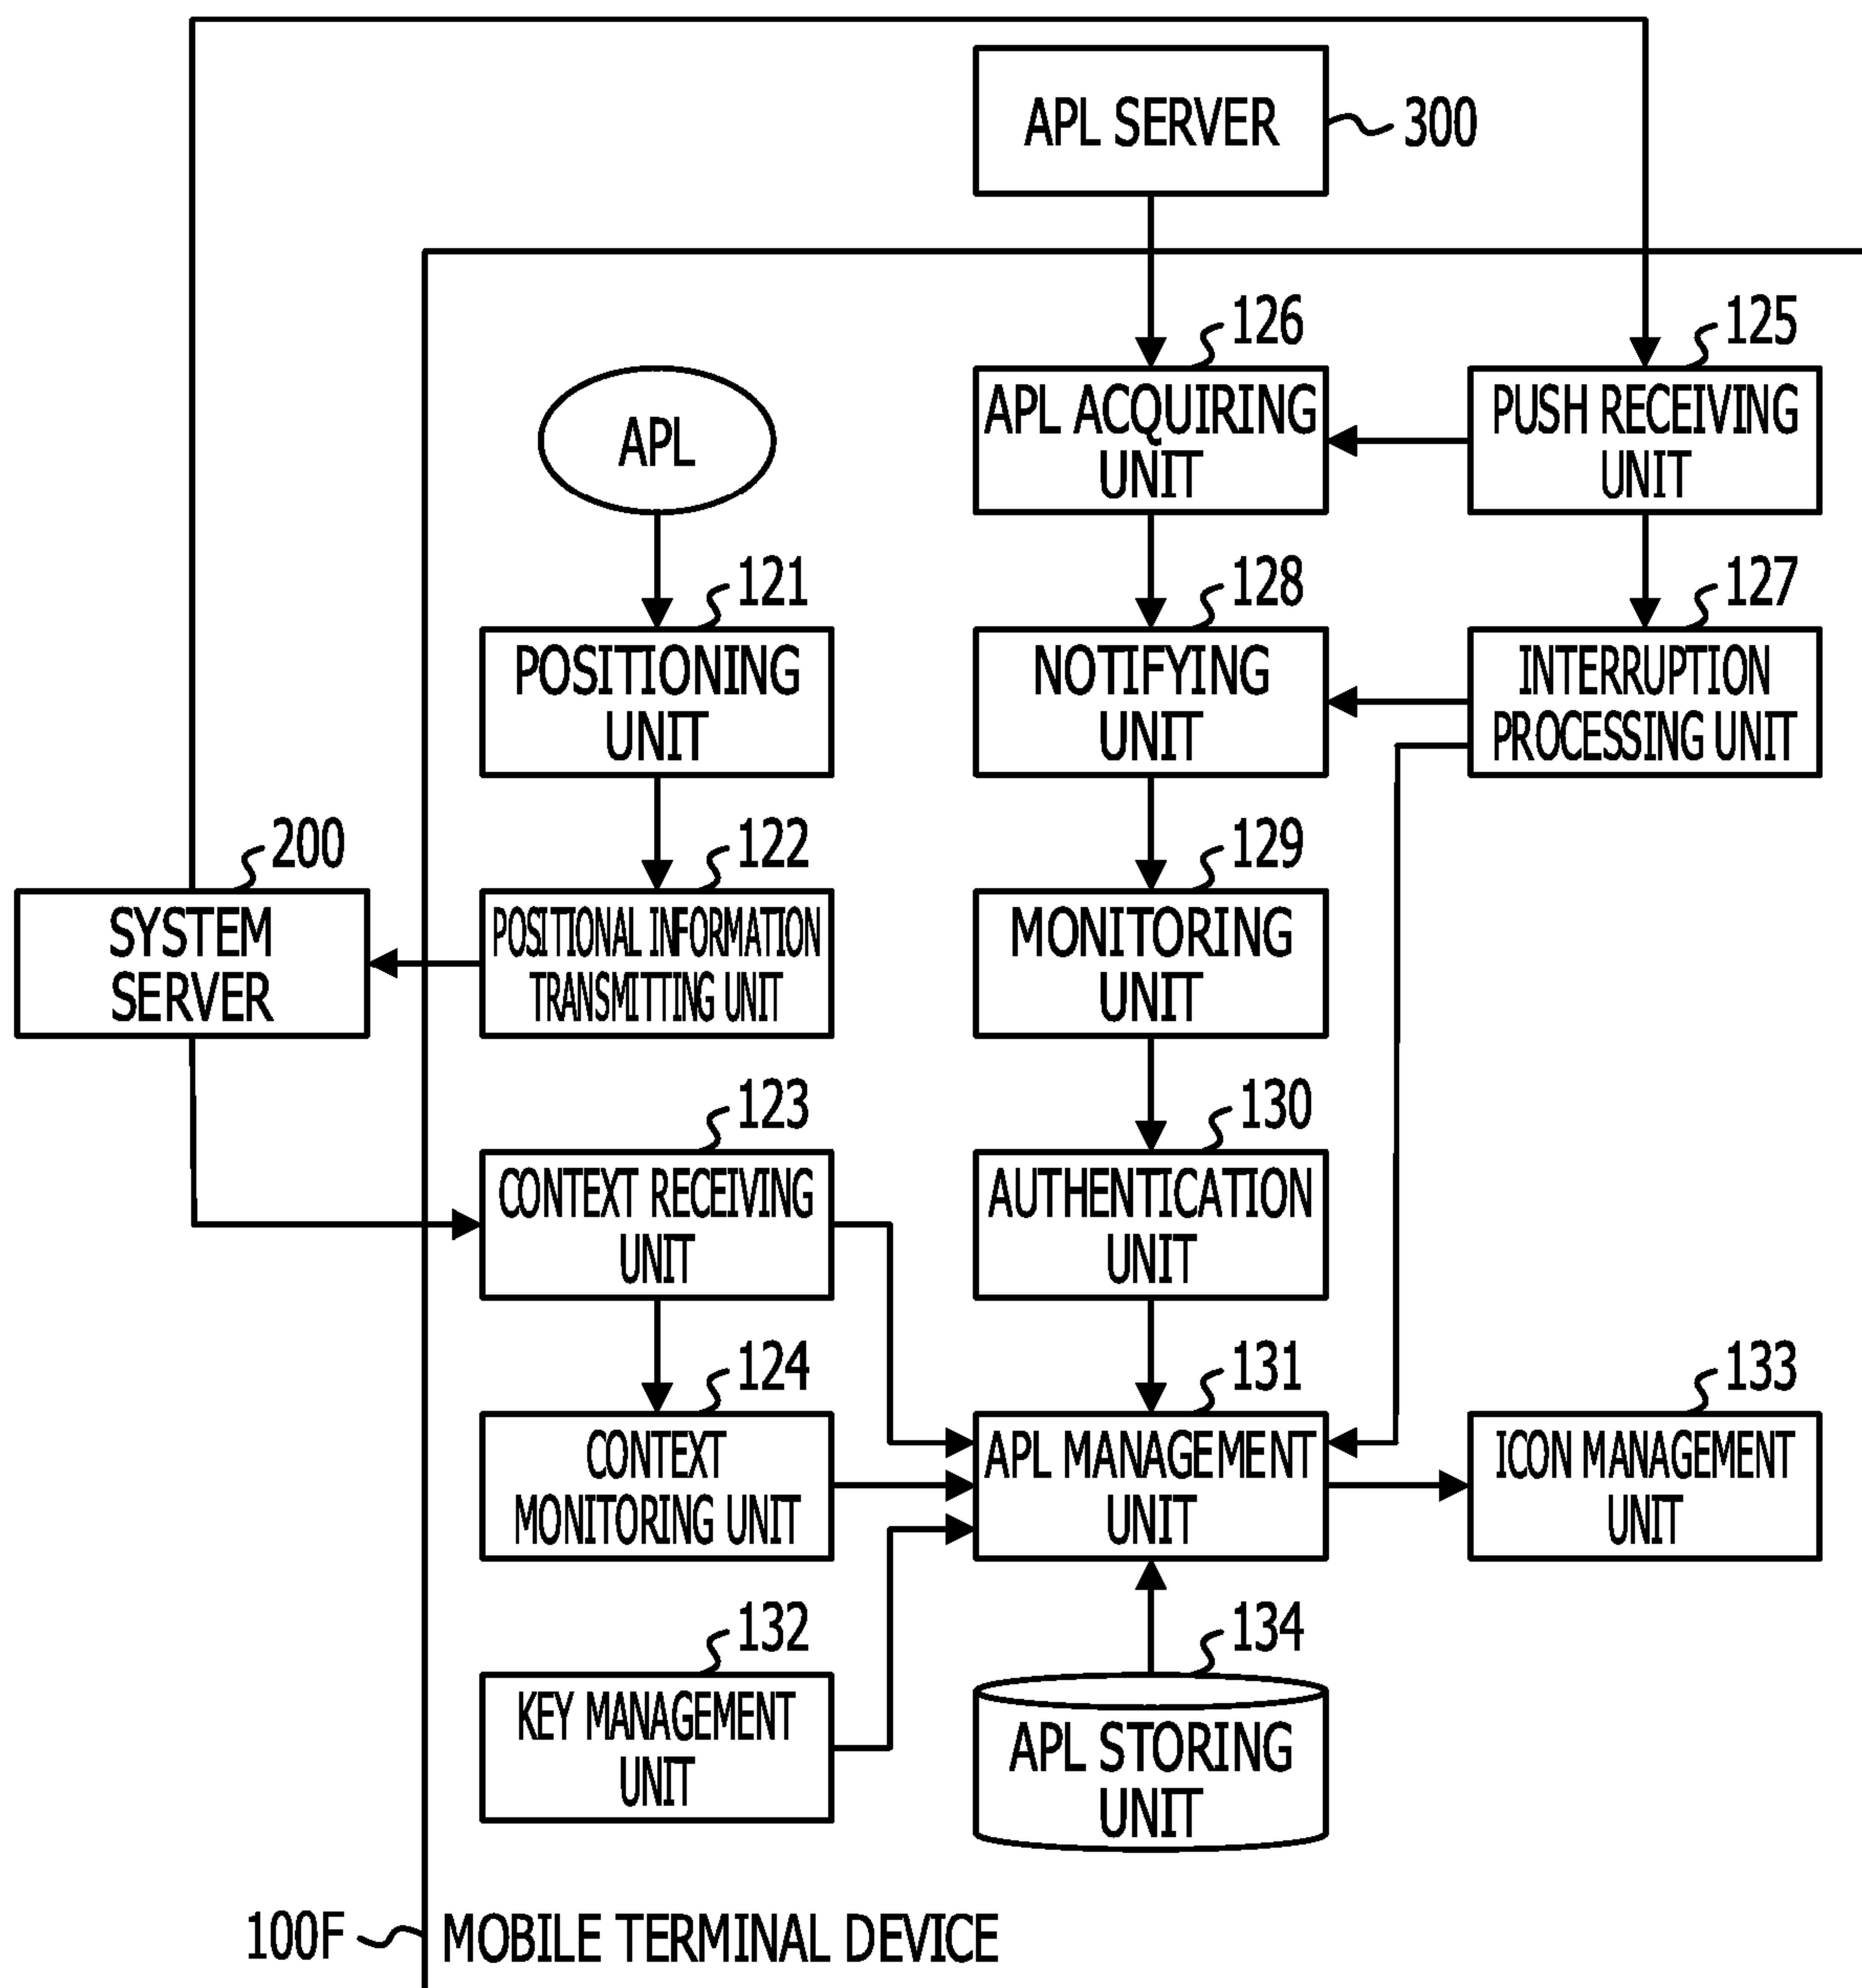 APL SERVER
300
126
125
APL
APL ACQUIRING
UNIT
PUSH RECEIVING
UNIT
121
128
127
POSITIONING
UNIT
NOTIFYING
UNIT
INTERRUPTION
PROCESSING UNIT
200
122
129
SYSTEM
SERVER
POSITIONAL INFORMATION
TRANSMITTING UNIT
MONITORING
UNIT
123
130
CONTEXT RECEIVING
UNIT
AUTHENTICATION
UNIT
124
131
133
CONTEXT
MONITORING UNIT
APL MANAGEMENT
UNIT
ICON MANAGEMENT
UNIT
132
134
KEY MANAGEMENT
UNIT
APL STORING
UNIT
100F
MOBILE TERMINAL DEVICE